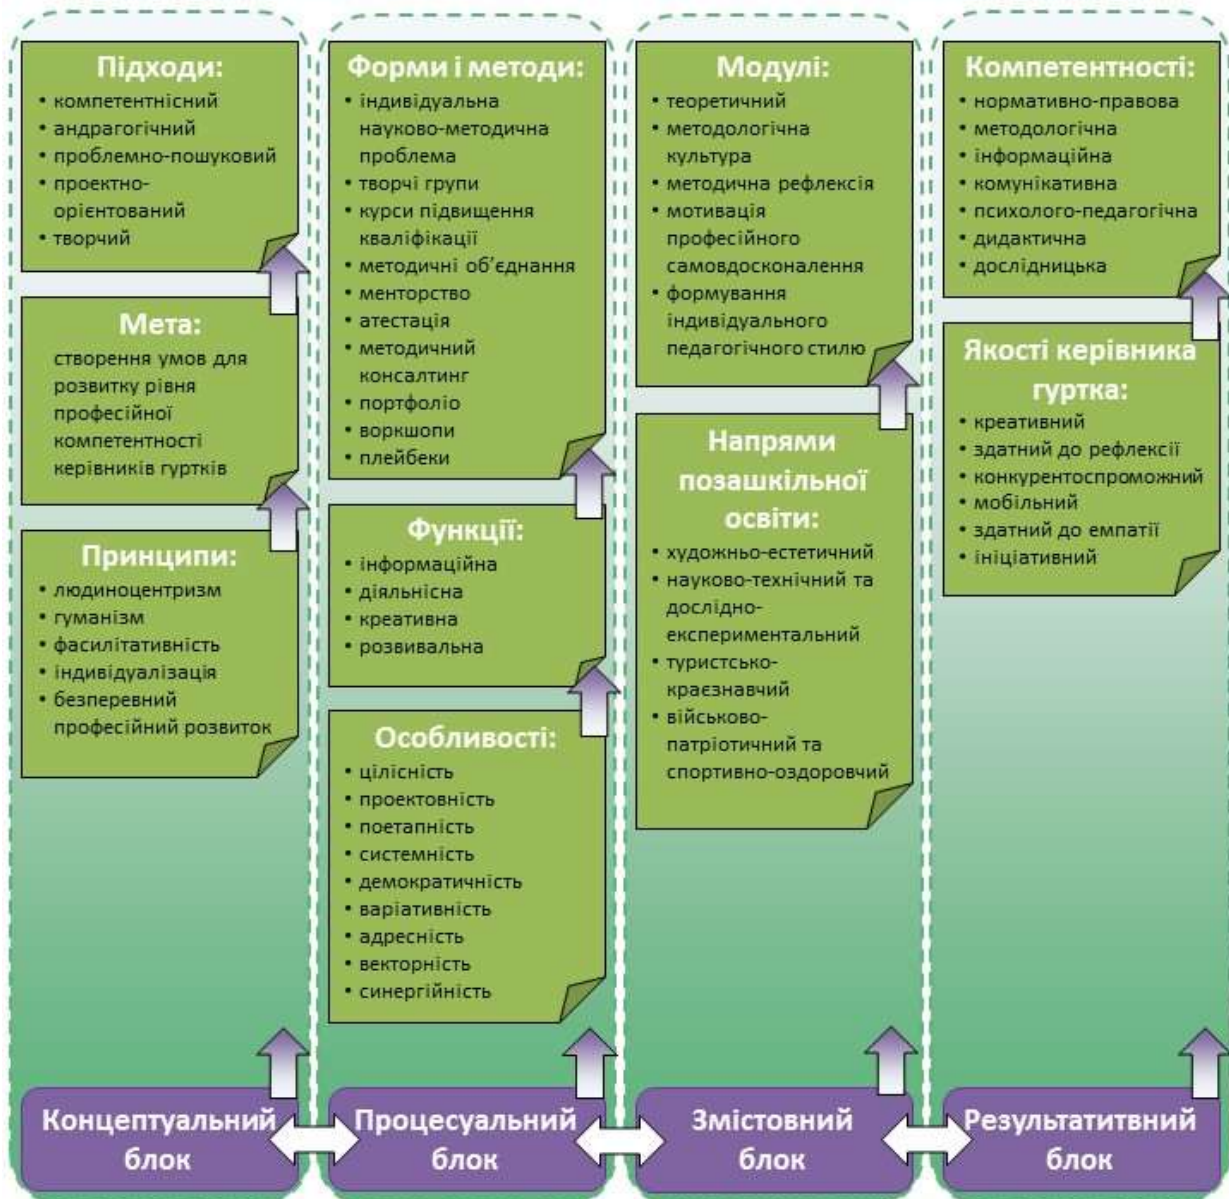 Підходи:
• компетентнісний
• андрагогічний
• проблемно-пошуковий
• проектно-
орієнтований
• творчий
Мета:
створення умов для
розвитку рівня
професійної
компетентності
керівників гуртків
Принципи:
• людиноцентризм
• гуманізм
• фасилітативність
• індивідуалізація
• безперевний
професійний розвиток
Концептуальний
блок
Форми і методи:
• індивідуальна
науково-методична
проблема
• творчі групи
• курси підвищення
кваліфікації
• методичні об’єднання
• менторство
• атестація
• методичний
консалтинг
• портфоліо
• воркшопи
• плейбеки
Функції:
• інформаційна
• діяльнісна
• креативна
• розвивальна
Особливості:
• цілісність
• проектовність
• поетапність
• системність
• демократичність
• варіативність
• адресність
• векторність
• синергійність
Процесуальний
блок
Модулі:
• теоретичний
• методологічна
культура
• методична рефлексія
• мотивація
професійного
самовдосконалення
• формування
індивідуального
педагогічного стилю
Напрями
позашкільної
освіти:
• художньо-естетичний
• науково-технічний та
дослідно-
експериментальний
• туристсько-
краєзнавчий
• військово-
патріотичний та
спортивно-оздоровчий
Змістовний
блок
Компетентності:
• нормативно-правова
• методологічна
• інформаційна
• комунікативна
• психолого-педагогічна
• дидактична
• дослідницька
Якості керівника
гуртка:
• креативний
• здатний до рефлексії
• конкурентоспроможний
• мобільний
• здатний до емпатії
• ініціативний
Результатитвний
блок